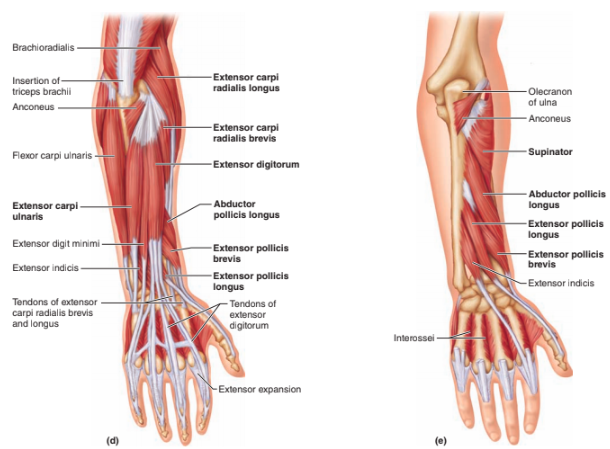 Brachioradialis
Insertion of
triceps brachii
Anconeus
Flexor carpi ulnaris
Extensor carpi
ulnaris
Extensor digit minimi
Extensor indicis
Tendons of extensor
carpi radialis brevis
and longus
Extensor carpi
radialis longus
Extensor carpi
radialis brevis
Extensor digitorum
Abductor
pollicis longus
Extensor pollicis
brevis
Extensor pollicis
longus
Tendons of
extensor
digitorum
Extensor expansion
(d)
Olecranon
of ulna
Anconeus
Supinator
Abductor pollicis
longus
Extensor pollicis
longus
Extensor pollicis
brevis
Extensor indicis
Interossei
(e)